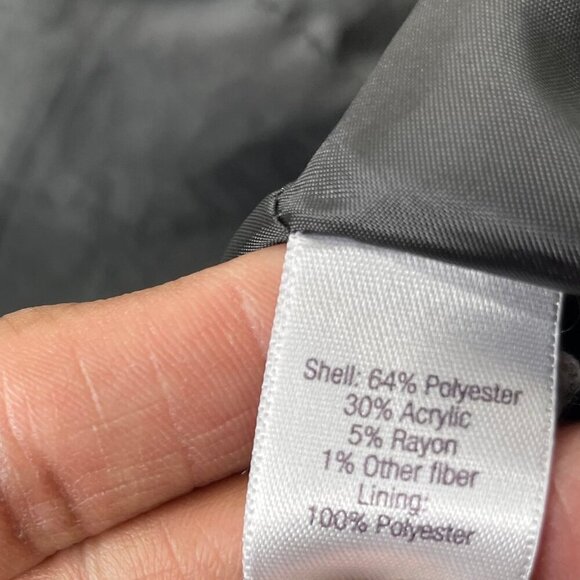 Shell: 64% Polyester
30% Acrylic
5% Rayon
1% Other fiber
Lining:
100% Polyester